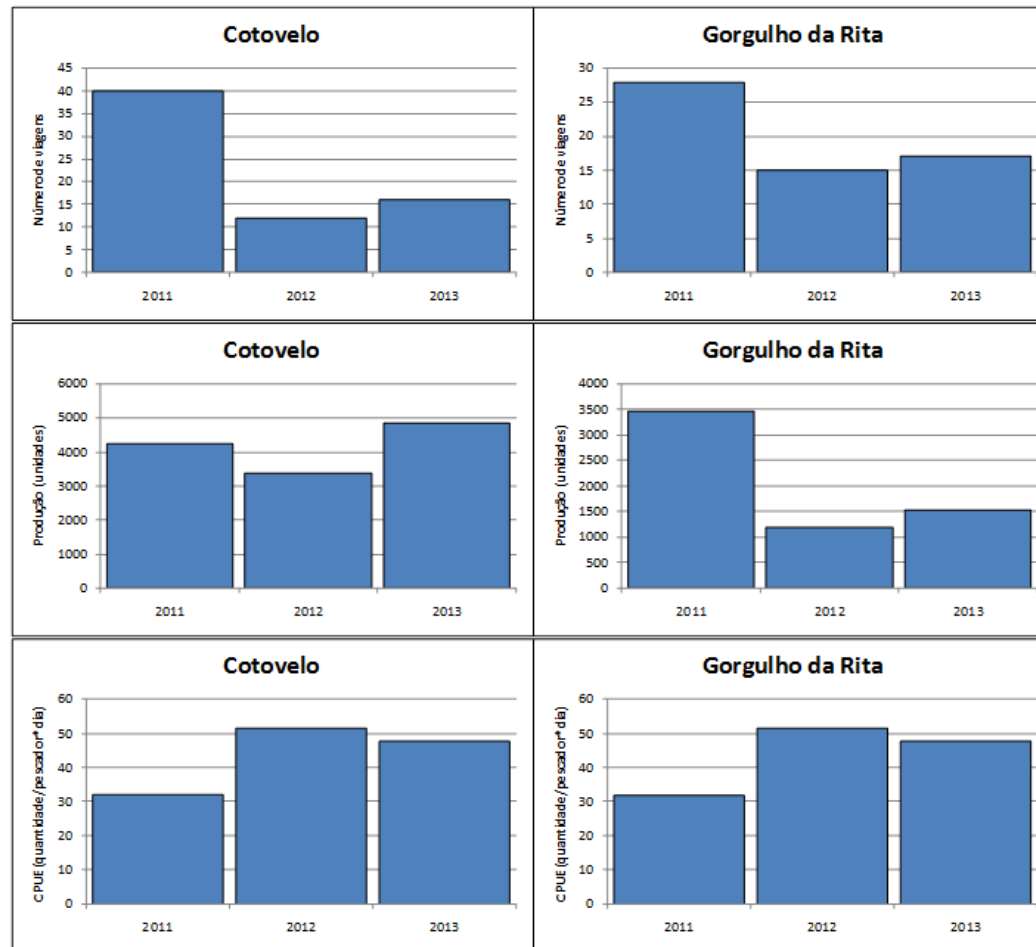 Cotovelo
Número de viagens
45
40
35
30
25
20
15
10
5
0
2011 2012 2013
Gorgulho da Rita
Número de viagens
30
25
20
15
10
5
0
2011 2012 2013
Cotovelo
Produção (unidades)
6000
5000
4000
3000
2000
1000
0
2011 2012 2013
Gorgulho da Rita
Produção (unidades)
4000
3500
3000
2500
2000
1500
1000
500
0
2011 2012 2013
Cotovelo
CPUE (quantidade/pescador*dia)
60
50
40
30
20
10
0
2011 2012 2013
Gorgulho da Rita
CPUE (quantidade/pescador*dia)
60
50
40
30
20
10
0
2011 2012 2013